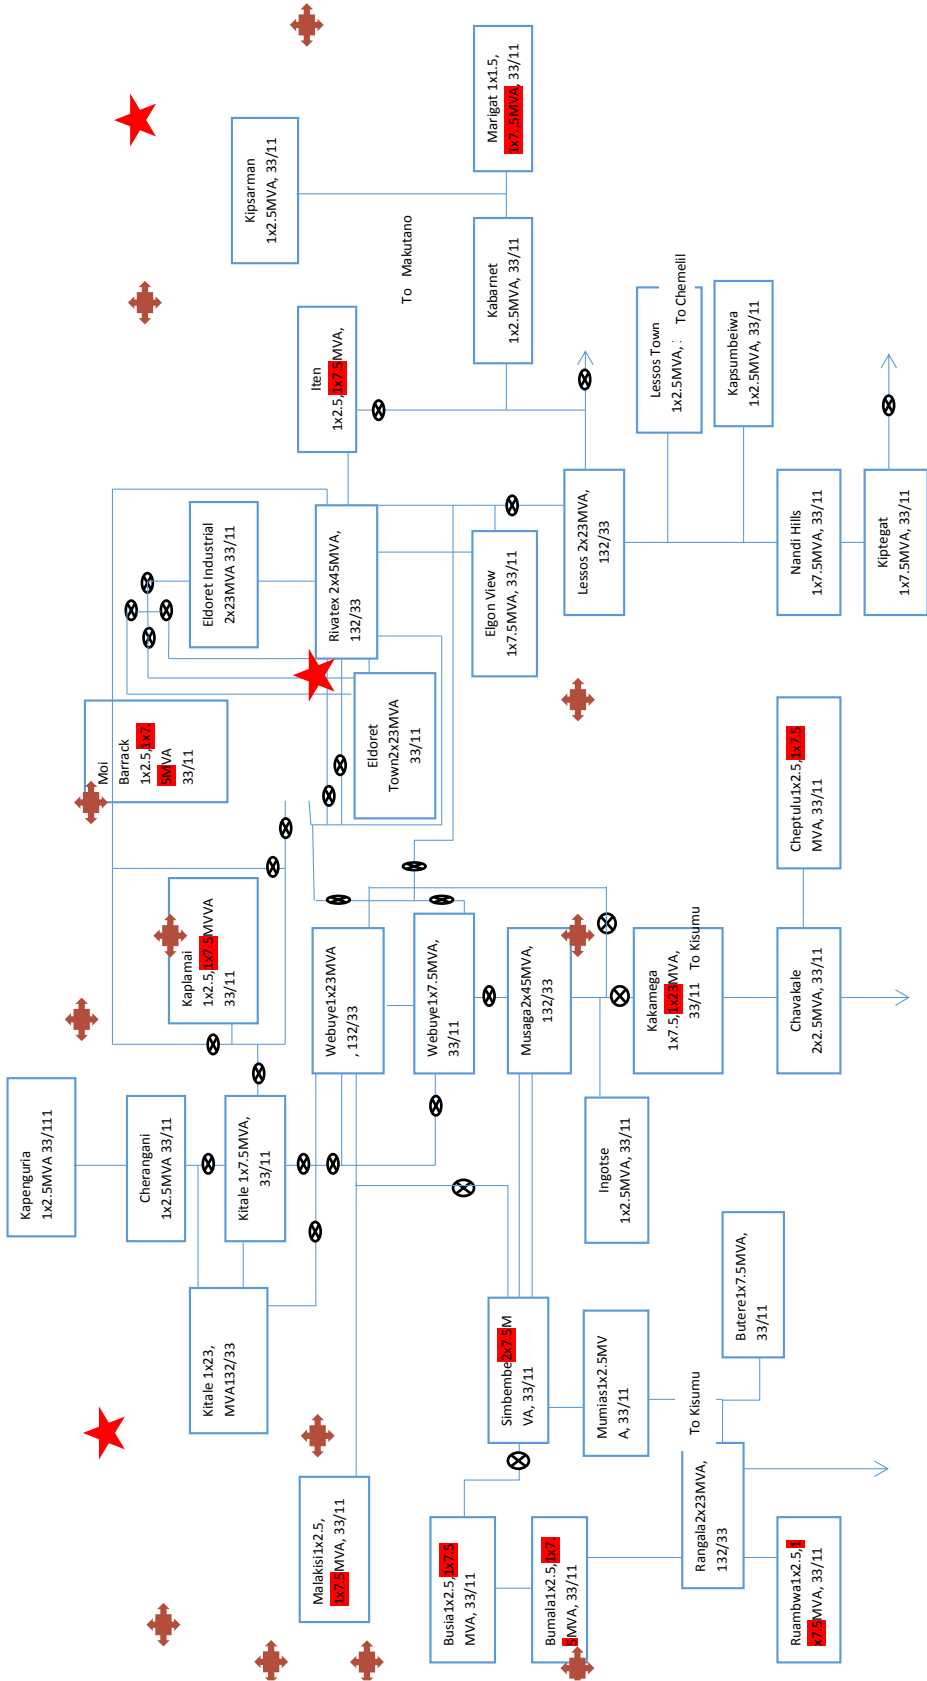 Kapenguria
1x2.5MVA 33/111
Moi
Barrack
1x2.5,1x7.
5MVA
33/11
Cherangani
1x2.5MVA 33/11
Kaplamai
1x2.5,1x7.5MVVA
33/11
Eldoret Industrial
2x23MVA 33/11
Kipsarman
1x2.5MVA, 33/11
Kitale 1x23,
MVA132/33
Kitale 1x7.5MVA,
33/11
Iten
1x2.5,1x7.5MVA,
Malakisi1x2.5,
1x7.5MVA, 33/11
Webuye1x23MVA
, 132/33
Rivatex 2x45MVA,
132/33
Eldoret
Town2x23MVA
33/11
To Makutano
Busia1x2.5,1x7.5
MVA, 33/11
Webuye1x7.5MVA,
33/11
Elgon View
1x7.5MVA, 33/11
Kabarnet
1x2.5MVA, 33/11
Marigat 1x1.5,
1x7.,5MVA, 33/11
Simbembe2x7.5M
VA, 33/11
Musaga2x45MVA,
132/33
Bumala1x2.5,1x7.
5MVA, 33/11
Mumias1x2.5MV
A, 33/11
Ingotse
1x2.5MVA, 33/11
Lessos 2x23MVA,
132/33
Kakamega
1x7.5,1x23MVA,
33/11
To Kisumu
Lessos Town
1x2.5MVA, :
To Chemelil
Rangala2x23MVA,
132/33
To Kisumu
Butere1x7.5MVA,
33/11
Kapsumbeiwa
1x2.5MVA, 33/11
Ruambwa1x2.5,1
x7.5MVA, 33/11
Chavakale
2x2.5MVA, 33/11
Cheptulu1x2.5,1x7.5
MVA, 33/11
Nandi Hills
1x7.5MVA, 33/11
Kiptegat
1x7.5MVA, 33/11